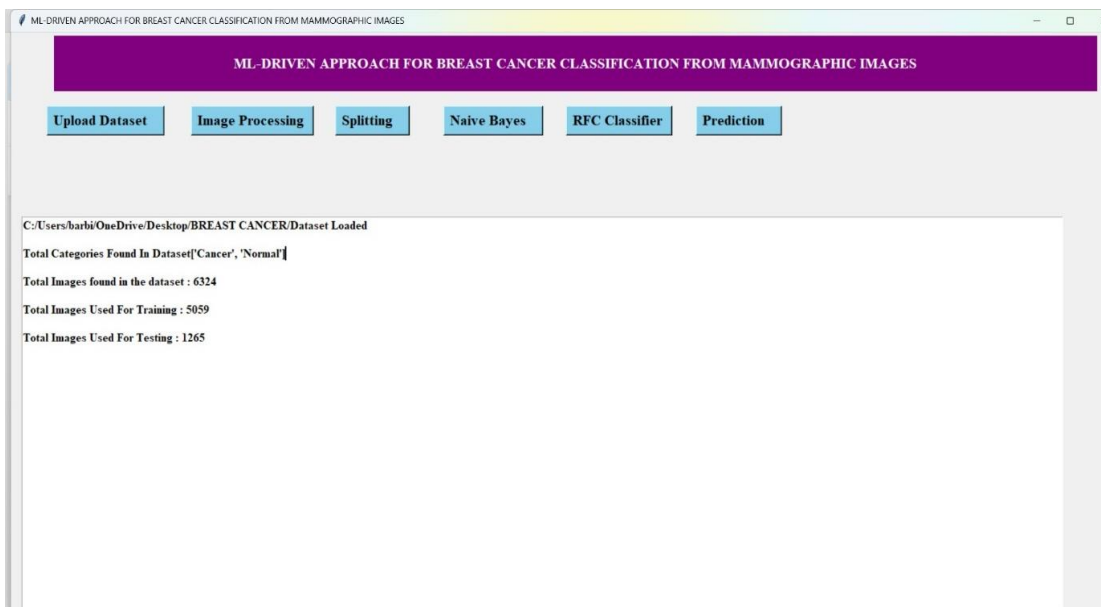 ML-DRIVEN APPROACH FOR BREAST CANCER CLASSIFICATION FROM MAMMOGRAPHIC IMAGES
ML-DRIVEN APPROACH FOR BREAST CANCER CLASSIFICATION FROM MAMMOGRAPHIC IMAGES
Upload Dataset Image Processing Splitting Naive Bayes RFC Classifier Prediction
C:/Users/barbi/OneDrive/Desktop/BREAST CANCER/Dataset Loaded
Total Categories Found In Dataset['Cancer', 'Normal']
Total Images found in the dataset : 6324
Total Images Used For Training : 5059
Total Images Used For Testing : 1265